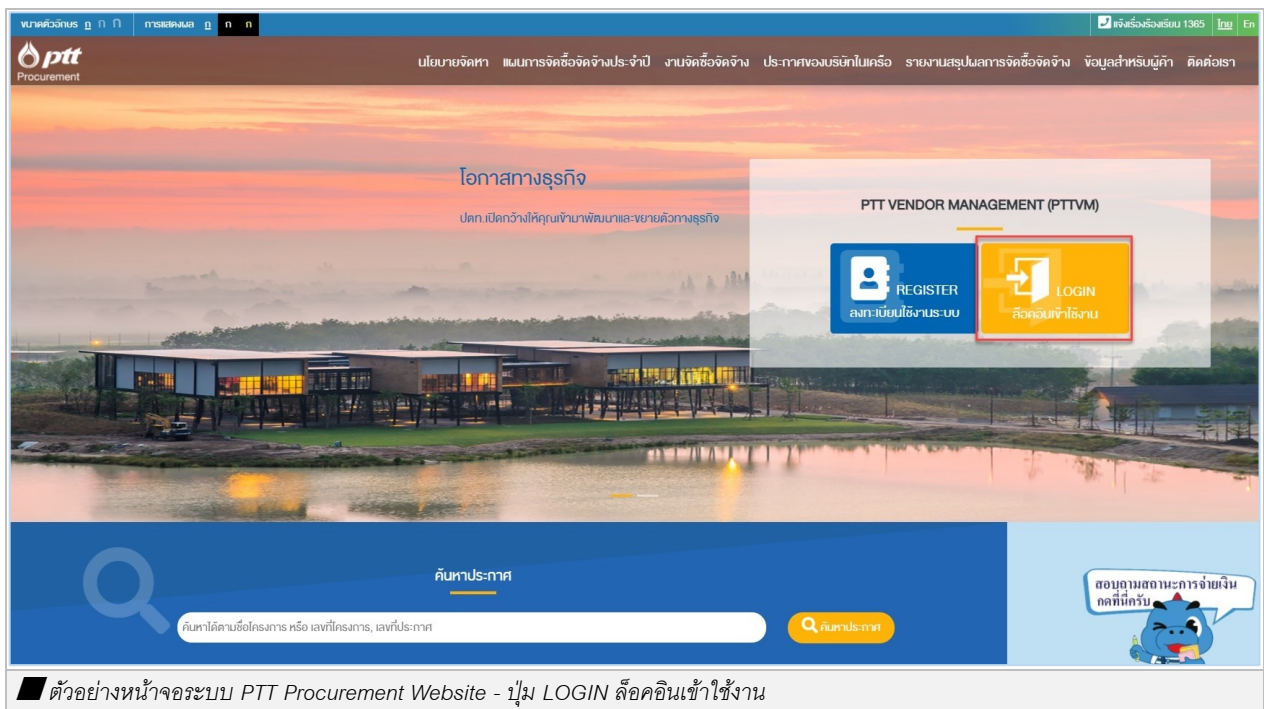 ขนาดตัวอักษร ก ก ก การแสดงผล ก ก ก แจ้งเรื่องร้องเรียน 1365 ไทย En
ptt
Procurement
นโยบายจัดหา แผนการจัดซื้อจัดจ้างประจำปี งานจัดซื้อจัดจ้าง ประกาศของบริษัทในเครือ รายงานสรุปผลการจัดซื้อจัดจ้าง ข้อมูลสำหรับผู้ค้า ติดต่อเรา
โอกาสทางธุรกิจ
ปตท.เปิดกว้างให้คุณเข้ามาพัฒนาและขยายตัวทางธุรกิจ
PTT VENDOR MANAGEMENT (PTTVM)
REGISTER
ลงทะเบียนใช้งานระบบ
LOGIN
ล็อคอินเข้าใช้งาน
ค้นหาประกาศ
ค้นหาได้ตามชื่อโครงการ หรือ เลขที่โครงการ, เลขที่ประกาศ
ค้นหาประกาศ
สอบถามสถานะการจ่ายเงิน
กดที่นี่ครับ
ตัวอย่างหน้าจอระบบ PTT Procurement Website - ปุ่ม LOGIN ล็อคอินเข้าใช้งาน